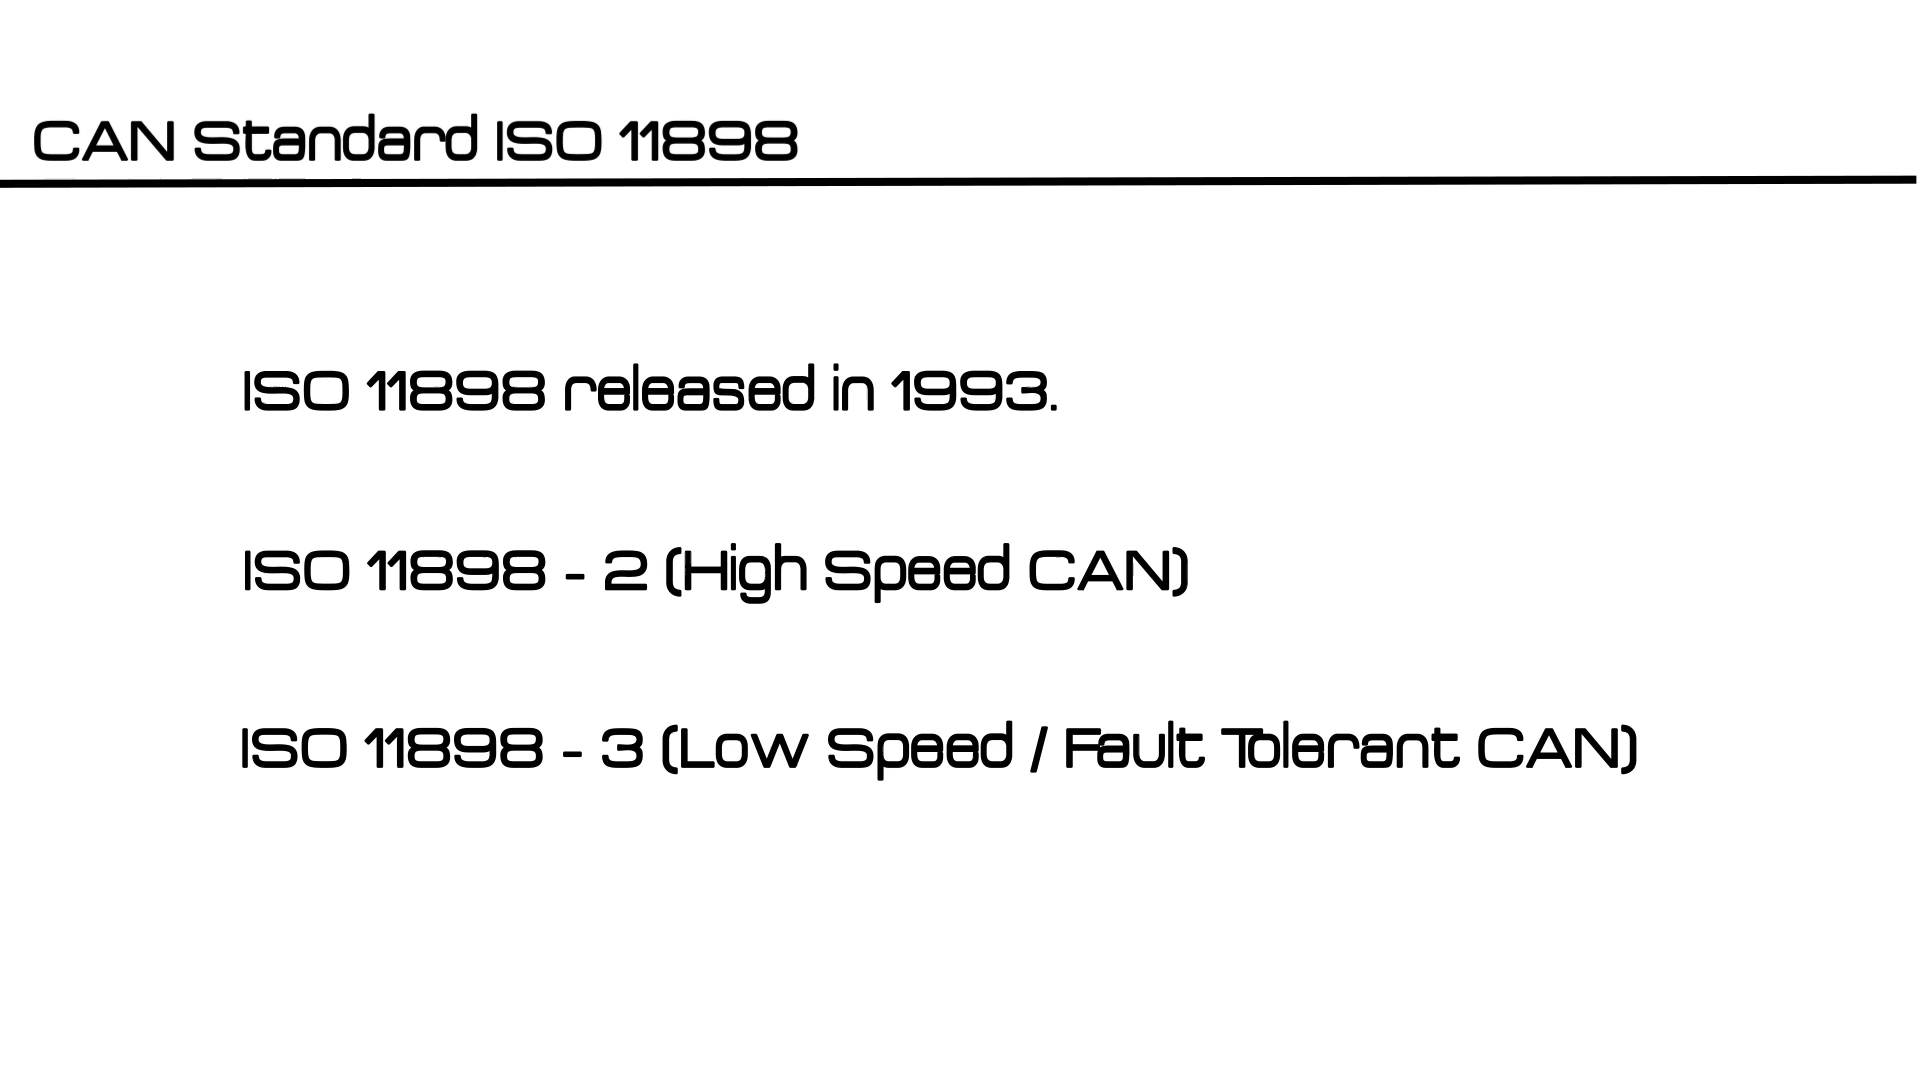 CAN Standard ISO 11898
ISO 11898 released in 1993.
ISO 11898 - 2 (High Speed CAN)
ISO 11898 - 3 (Low Speed / Fault Tolerant CAN)